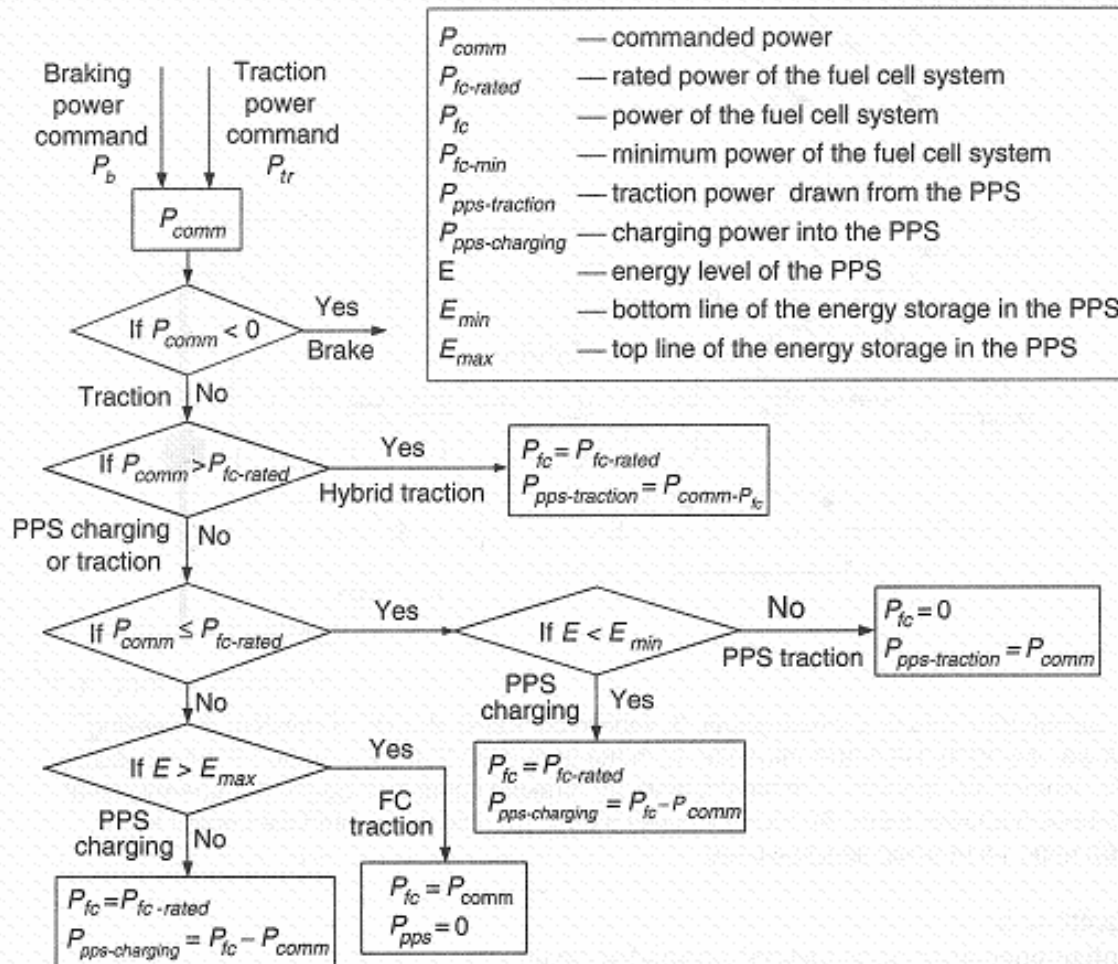 Braking
power
command
P_b
Traction
power
command
P_tr
P_comm
P_comm — commanded power
P_fc-rated — rated power of the fuel cell system
P_fc — power of the fuel cell system
P_fc-min — minimum power of the fuel cell system
P_pps-traction — traction power drawn from the PPS
P_pps-charging — charging power into the PPS
E — energy level of the PPS
E_min — bottom line of the energy storage in the PPS
E_max — top line of the energy storage in the PPS
If P_comm < 0
Yes
Brake
Traction
No
If P_comm > P_fc-rated
Yes
Hybrid traction
P_fc = P_fc-rated
P_pps-traction = P_comm-P_fc
PPS charging
or traction
No
If P_comm ≤ P_fc-rated
Yes
If E < E_min
No
PPS traction
P_fc = 0
P_pps-traction = P_comm
PPS
charging
Yes
P_fc = P_fc-rated
P_pps-charging = P_fc - P_comm
No
If E > E_max
Yes
FC
traction
P_fc = P_comm
P_pps = 0
PPS
charging
No
P_fc = P_fc-rated
P_pps-charging = P_fc - P_comm